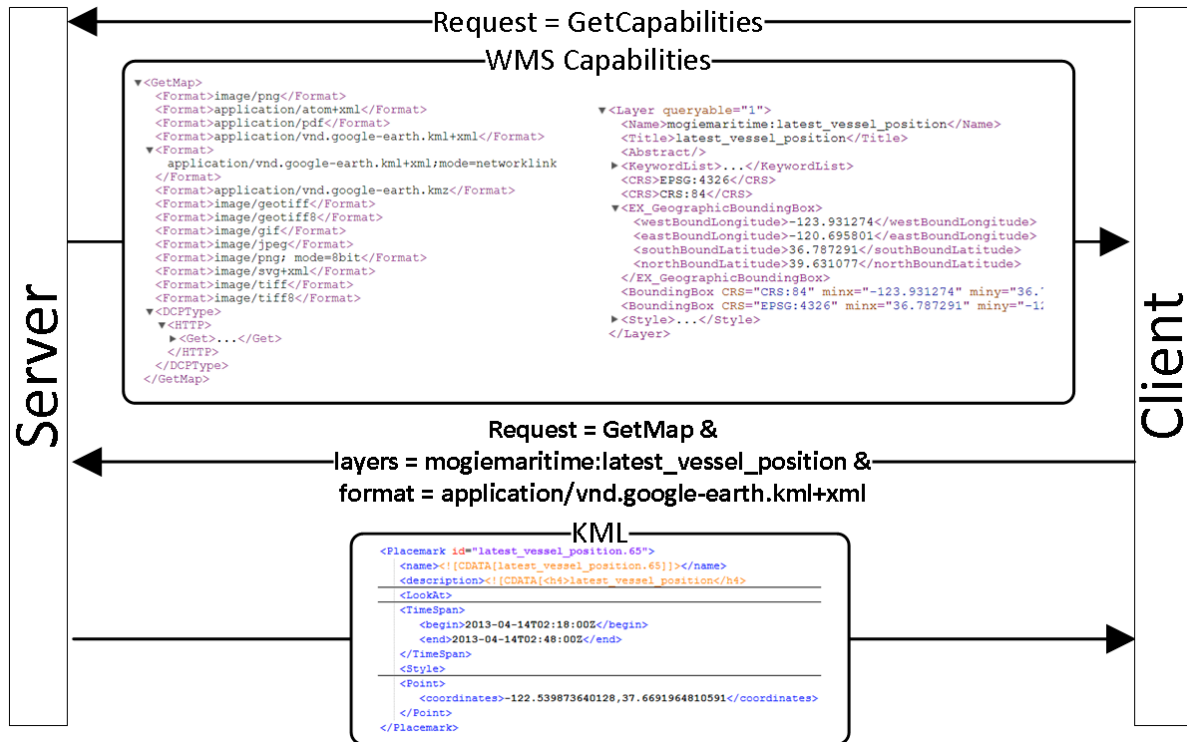 Request = GetCapabilities
WMS Capabilities
Server
▼<GetMap>
<Format>image/png</Format>
<Format>application/atom+xml</Format>
<Format>application/pdf</Format>
<Format>application/vnd.google-earth.kml+xml</Format>
▼<Format>
application/vnd.google-earth.kml+xml;mode=networklink
</Format>
<Format>application/vnd.google-earth.kmz</Format>
<Format>image/geotiff</Format>
<Format>image/geotiff8</Format>
<Format>image/gif</Format>
<Format>image/jpeg</Format>
<Format>image/png; mode=8bit</Format>
<Format>image/svg+xml</Format>
<Format>image/tiff</Format>
<Format>image/tiff8</Format>
▼<DCPType>
▼<HTTP>
▶<Get>...</Get>
</HTTP>
</DCPType>
</GetMap>
▼<Layer queryable="1">
<Name>mogiemaritime:latest_vessel_position</Name>
<Title>latest_vessel_position</Title>
<Abstract/>
▶<KeywordList>...</KeywordList>
<CRS>EPSG:4326</CRS>
<CRS>CRS:84</CRS>
▼<EX_GeographicBoundingBox>
<westBoundLongitude>-123.931274</westBoundLongitude>
<eastBoundLongitude>-120.695801</eastBoundLongitude>
<southBoundLatitude>36.787291</southBoundLatitude>
<northBoundLatitude>39.631077</northBoundLatitude>
</EX_GeographicBoundingBox>
<BoundingBox CRS="CRS:84" minx="-123.931274" miny="36.
<BoundingBox CRS="EPSG:4326" minx="36.787291" miny="-12
▶<Style>...</Style>
</Layer>
Client
Request = GetMap &
layers = mogiemaritime:latest_vessel_position &
format = application/vnd.google-earth.kml+xml
KML
<Placemark id="latest_vessel_position.65">
<name><![CDATA[latest_vessel_position.65]]></name>
<description><![CDATA[<h4>latest_vessel_position</h4>
<LookAt>
<TimeSpan>
<begin>2013-04-14T02:18:00Z</begin>
<end>2013-04-14T02:48:00Z</end>
</TimeSpan>
<Style>
<Point>
<coordinates>-122.539873640128,37.6691964810591</coordinates>
</Point>
</Placemark>